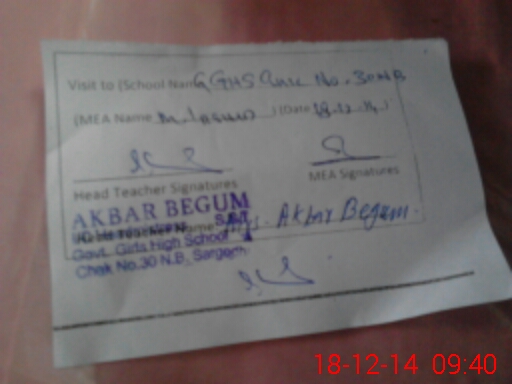 Visit to (School Name GGHS Chak No. 30 NB
(MEA Name M. ) (Date 18.12.14)
Head Teacher Signatures
MEA Signatures
AKBAR BEGUM
Head Teacher Name Mrs. Akbar Begum.
Govt. Girls High School
Chak No.30 N.B, Sargodh
18-12-14 09:40